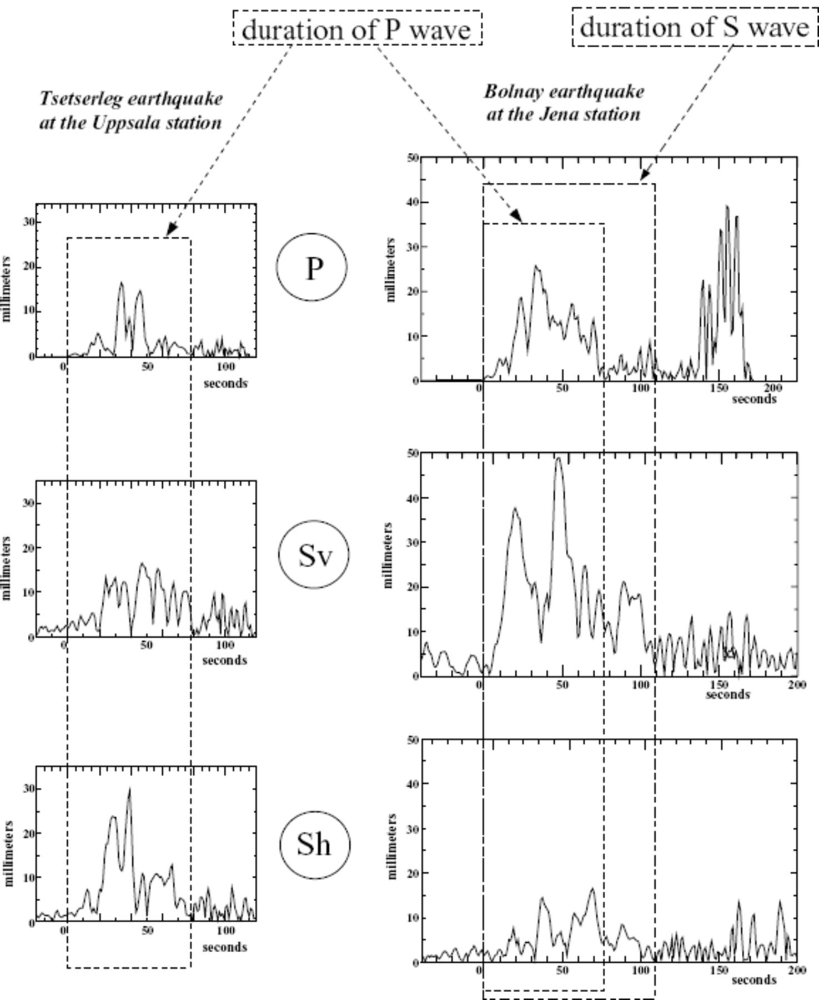 duration of P wave
duration of S wave
Tsetserleg earthquake
at the Uppsala station
Bolnay earthquake
at the Jena station
30
20
10
0
millimeters
0 50 100
seconds
P
50
40
30
20
10
0
millimeters
0 50 100 150 200
seconds
30
20
10
0
millimeters
0 50 100
seconds
Sv
50
40
30
20
10
0
millimeters
0 50 100 150 200
seconds
30
20
10
0
millimeters
0 50 100
seconds
Sh
50
40
30
20
10
0
millimeters
0 50 100 150 200
seconds